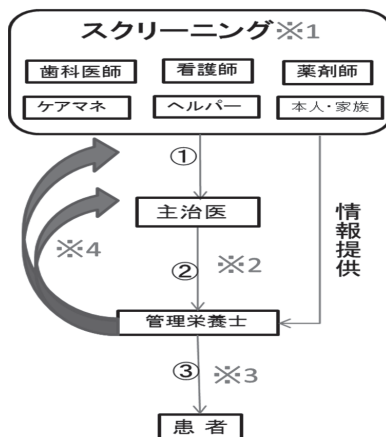 スクリーニング※1
歯科医師 看護師 薬剤師
ケアマネ ヘルパー 本人・家族
①
主治医
※4
②
※2
情報提供
管理栄養士
③
※3
患者